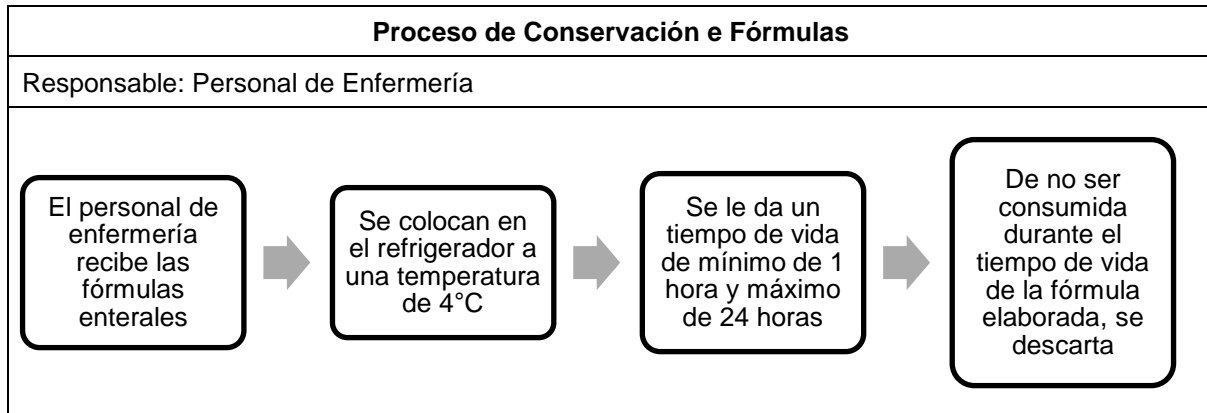 Proceso de Conservación e Fórmulas
Responsable: Personal de Enfermería
El personal de
enfermería
recibe las
fórmulas
enterales
Se colocan en
el refrigerador a
una temperatura
de 4°C
Se le da un
tiempo de vida
de mínimo de 1
hora y máximo
de 24 horas
De no ser
consumida
durante el
tiempo de vida
de la fórmula
elaborada, se
descarta